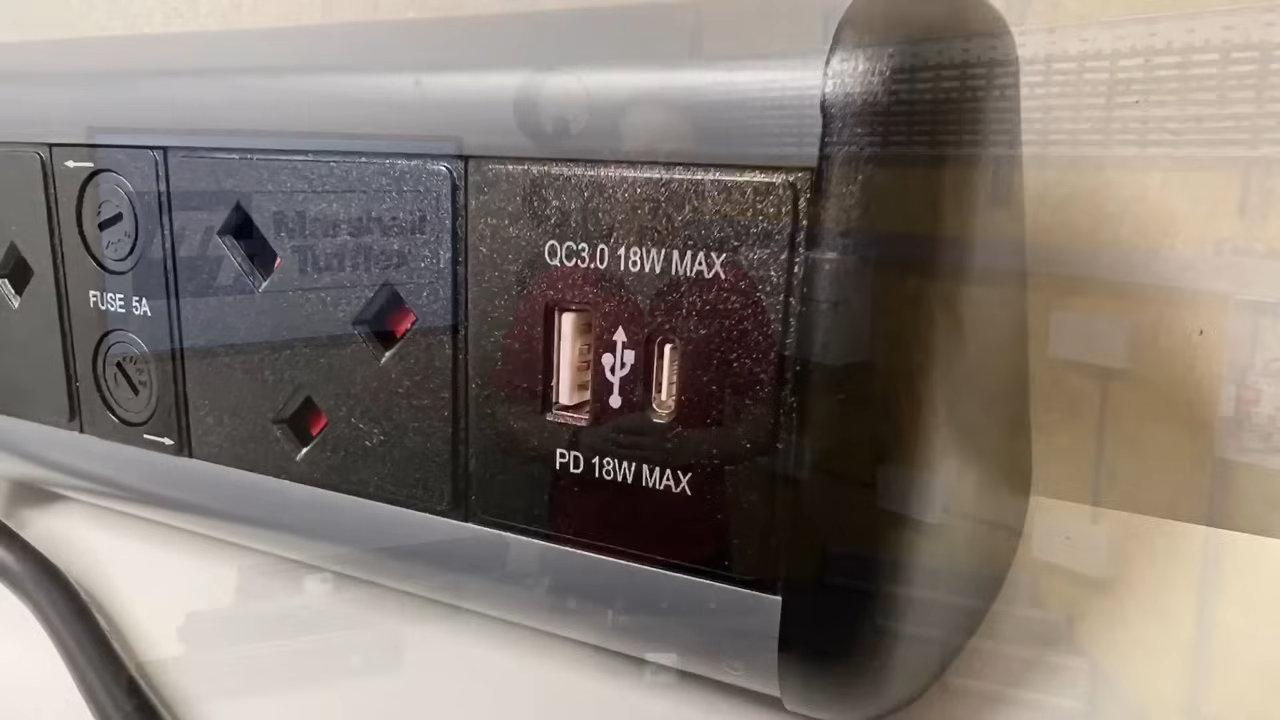 FUSE 5A
Marshall
Tufflex
QC3.0 18W MAX
PD 18W MAX